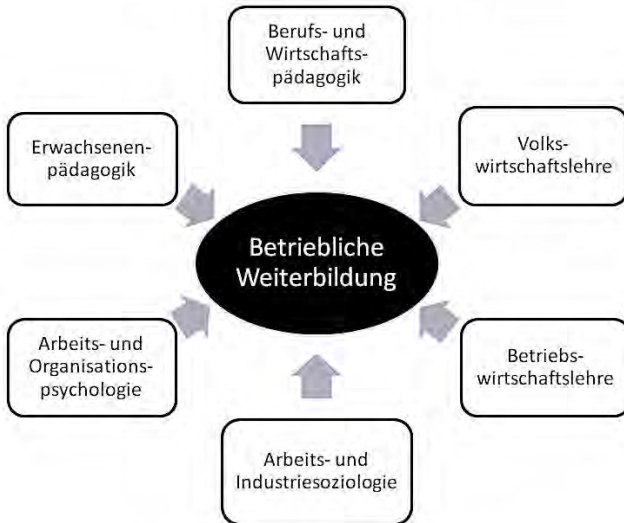 Berufs- und
Wirtschafts-
pädagogik
Erwachsenen-
pädagogik
Volks-
wirtschaftslehre
Betriebliche
Weiterbildung
Arbeits- und
Organisations-
psychologie
Betriebs-
wirtschaftslehre
Arbeits- und
Industriesoziologie